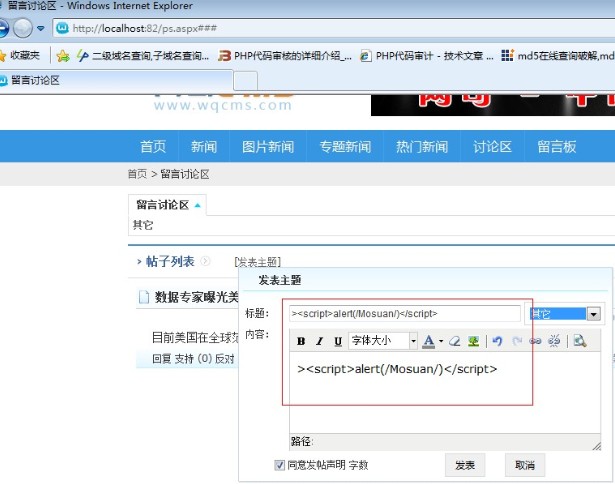 留言讨论区 - Windows Internet Explorer
http://localhost:82/ps.aspx###
收藏夹 二级域名查询,子域名查询... PHP代码审核的详细介绍_... PHP代码审计 - 技术文章 ... md5在线查询破解,md
留言讨论区
www.wqcms.com
首页 新闻 图片新闻 专题新闻 热门新闻 讨论区 留言板
首页 > 留言讨论区
留言讨论区
其它
› 帖子列表 [发表主题]
发表主题
数据专家曝光美
标题: ><script>alert(/Mosuan/)</script> 其它
内容: B I U 字体大小 A
目前美国在全球范
回复 支持 (0) 反对
><script>alert(/Mosuan/)</script>
路径:
同意发帖声明 字数 发表 取消